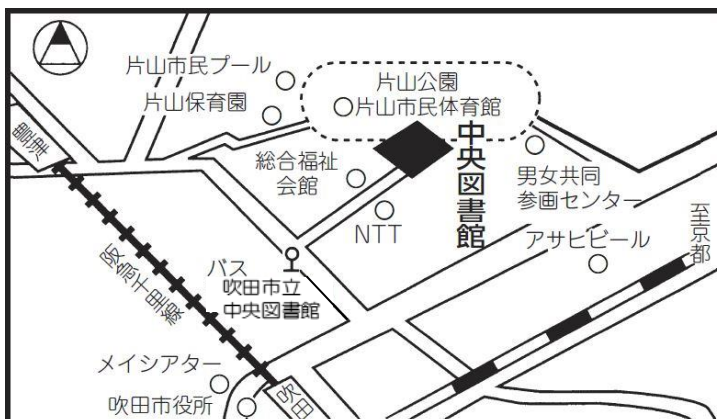 片山市民プール
片山保育園
片山公園
片山市民体育館
中央図書館
総合福祉
会館
NTT
男女共同
参画センター
アサヒビール
至京都
豊津
阪急千里線
バス
吹田市立
中央図書館
メイシアター
吹田市役所
吹田